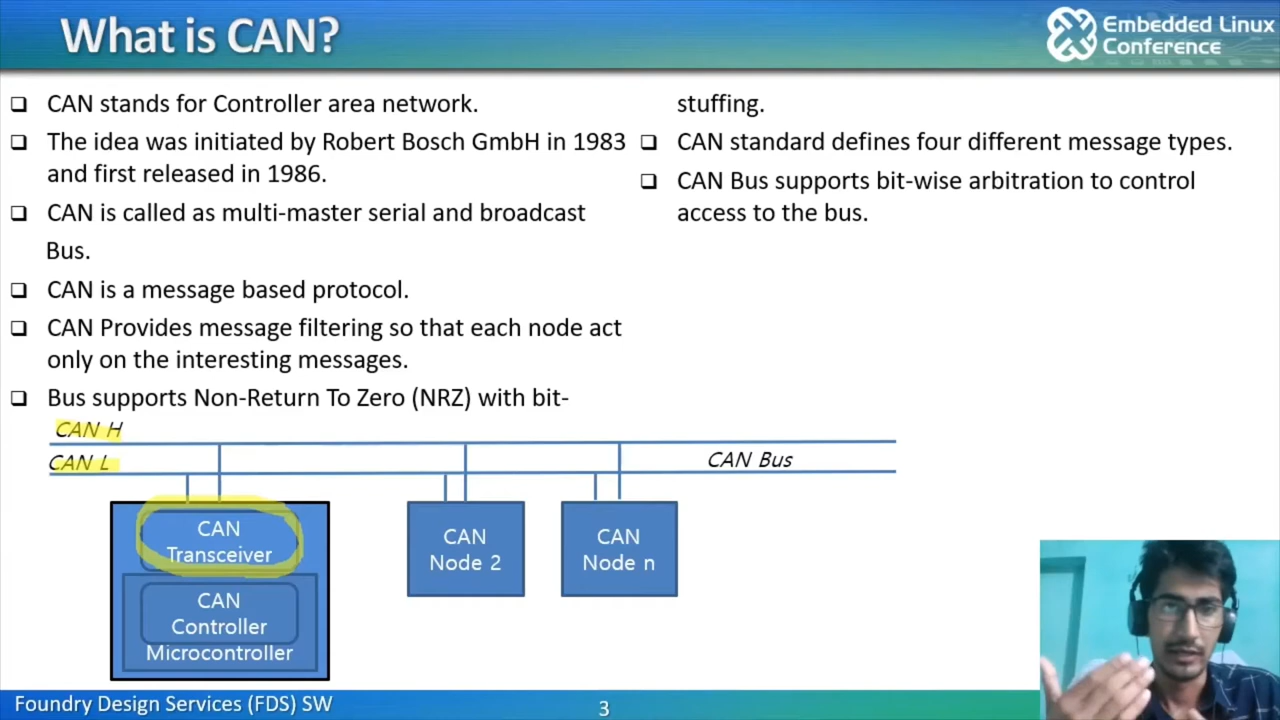 What is CAN?
Embedded Linux
Conference
CAN stands for Controller area network.
The idea was initiated by Robert Bosch GmbH in 1983
and first released in 1986.
CAN is called as multi-master serial and broadcast
Bus.
CAN is a message based protocol.
CAN Provides message filtering so that each node act
only on the interesting messages.
Bus supports Non-Return To Zero (NRZ) with bit-
stuffing.
CAN standard defines four different message types.
CAN Bus supports bit-wise arbitration to control
access to the bus.
CAN H
CAN L
CAN Bus
CAN
Transceiver
CAN
Controller
Microcontroller
CAN
Node 2
CAN
Node n
Foundry Design Services (FDS) SW
3